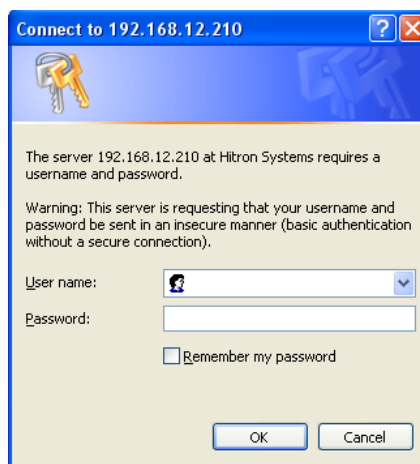 Connect to 192.168.12.210
The server 192.168.12.210 at Hitron Systems requires a
username and password.
Warning: This server is requesting that your username and
password be sent in an insecure manner (basic authentication
without a secure connection).
User name:
Password:
Remember my password
OK Cancel